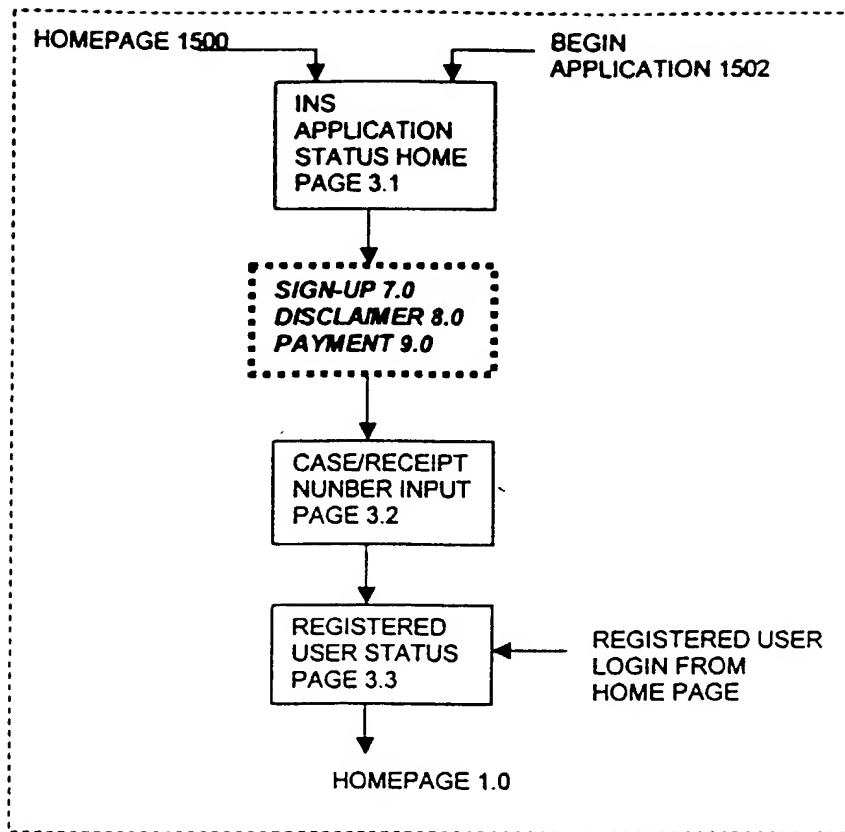 HOMEPAGE 1500
BEGIN
APPLICATION 1502
INS
APPLICATION
STATUS HOME
PAGE 3.1
SIGN-UP 7.0
DISCLAIMER 8.0
PAYMENT 9.0
CASE/RECEIPT
NUNBER INPUT
PAGE 3.2
REGISTERED
USER STATUS
PAGE 3.3
REGISTERED USER
LOGIN FROM
HOME PAGE
HOMEPAGE 1.0